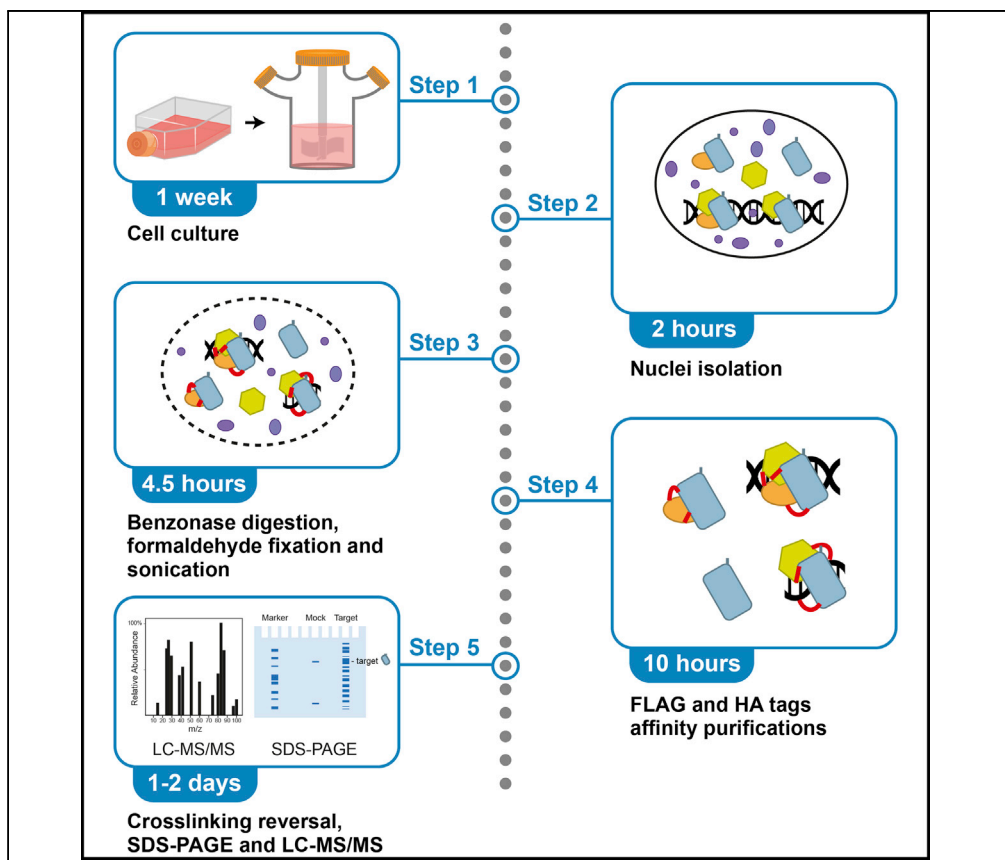 Step 1
1 week
Cell culture
Step 2
2 hours
Nuclei isolation
Step 3
4.5 hours
Benzonase digestion,
formaldehyde fixation and
sonication
Step 4
10 hours
FLAG and HA tags
affinity purifications
Step 5
100%
Relative Abundance
10 20 30 40 50 60 70 80 90 100
m/z
LC-MS/MS
Marker Mock Target
- target
SDS-PAGE
1-2 days
Crosslinking reversal,
SDS-PAGE and LC-MS/MS